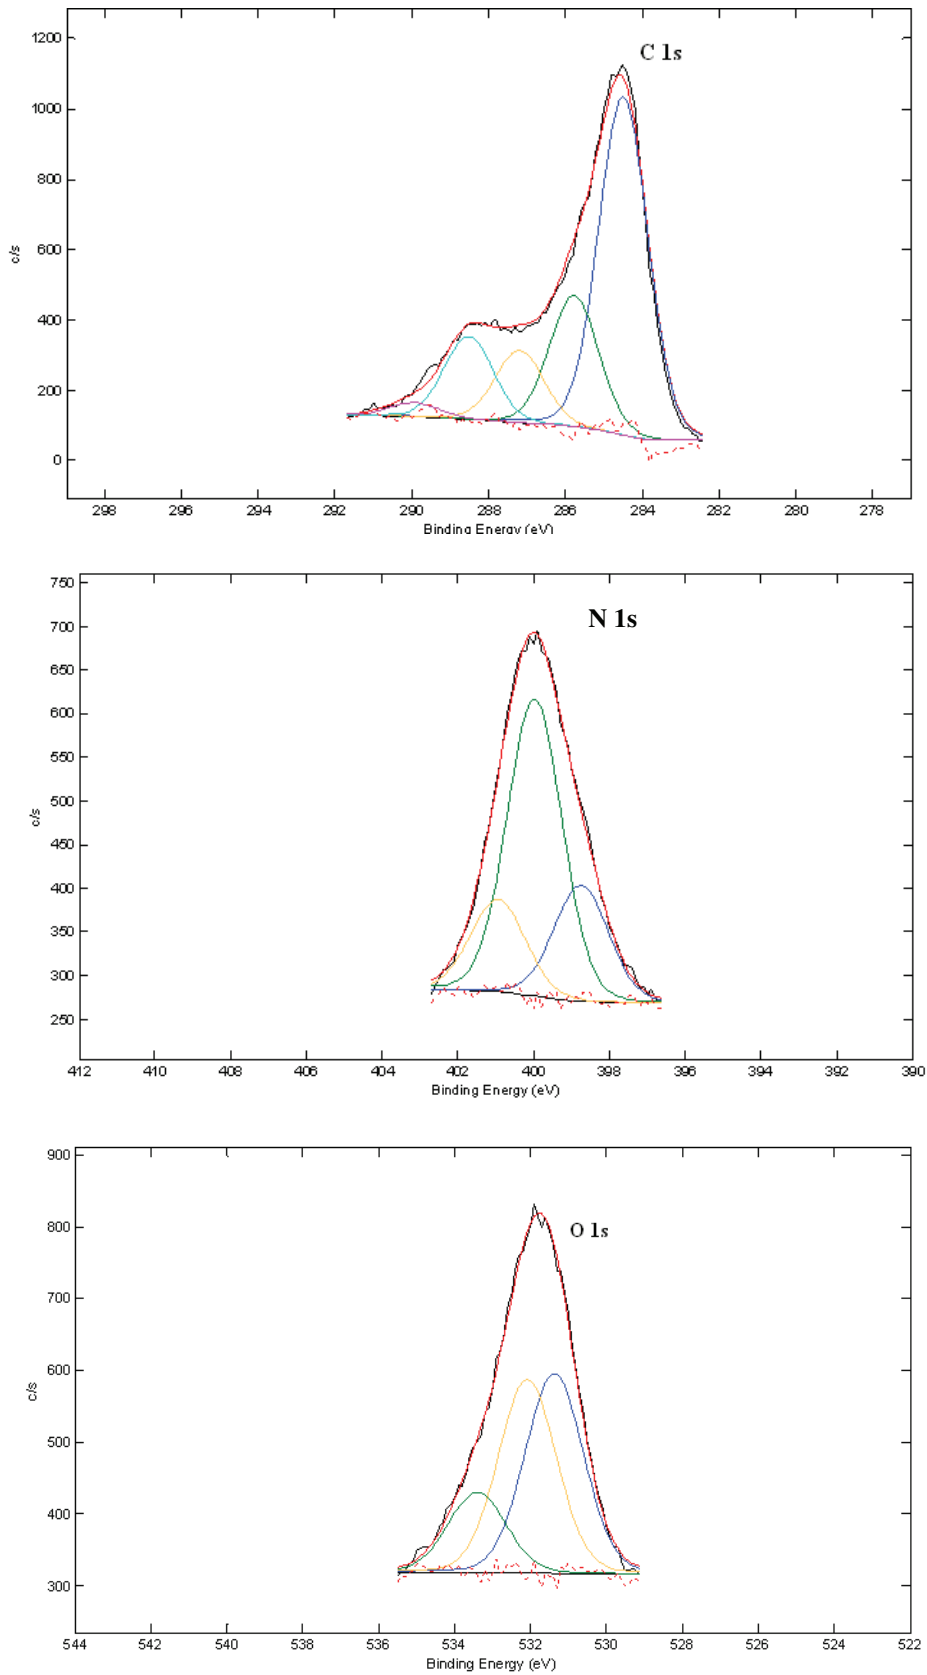 C 1s
1200
1000
800
600
400
200
0
c/s
298 296 294 292 290 288 286 284 282 280 278
Binding Energy (eV)
N 1s
750
700
650
600
550
500
450
400
350
300
250
c/s
412 410 408 406 404 402 400 398 396 394 392 390
Binding Energy (eV)
O 1s
900
800
700
600
500
400
300
c/s
544 542 540 538 536 534 532 530 528 526 524 522
Binding Energy (eV)